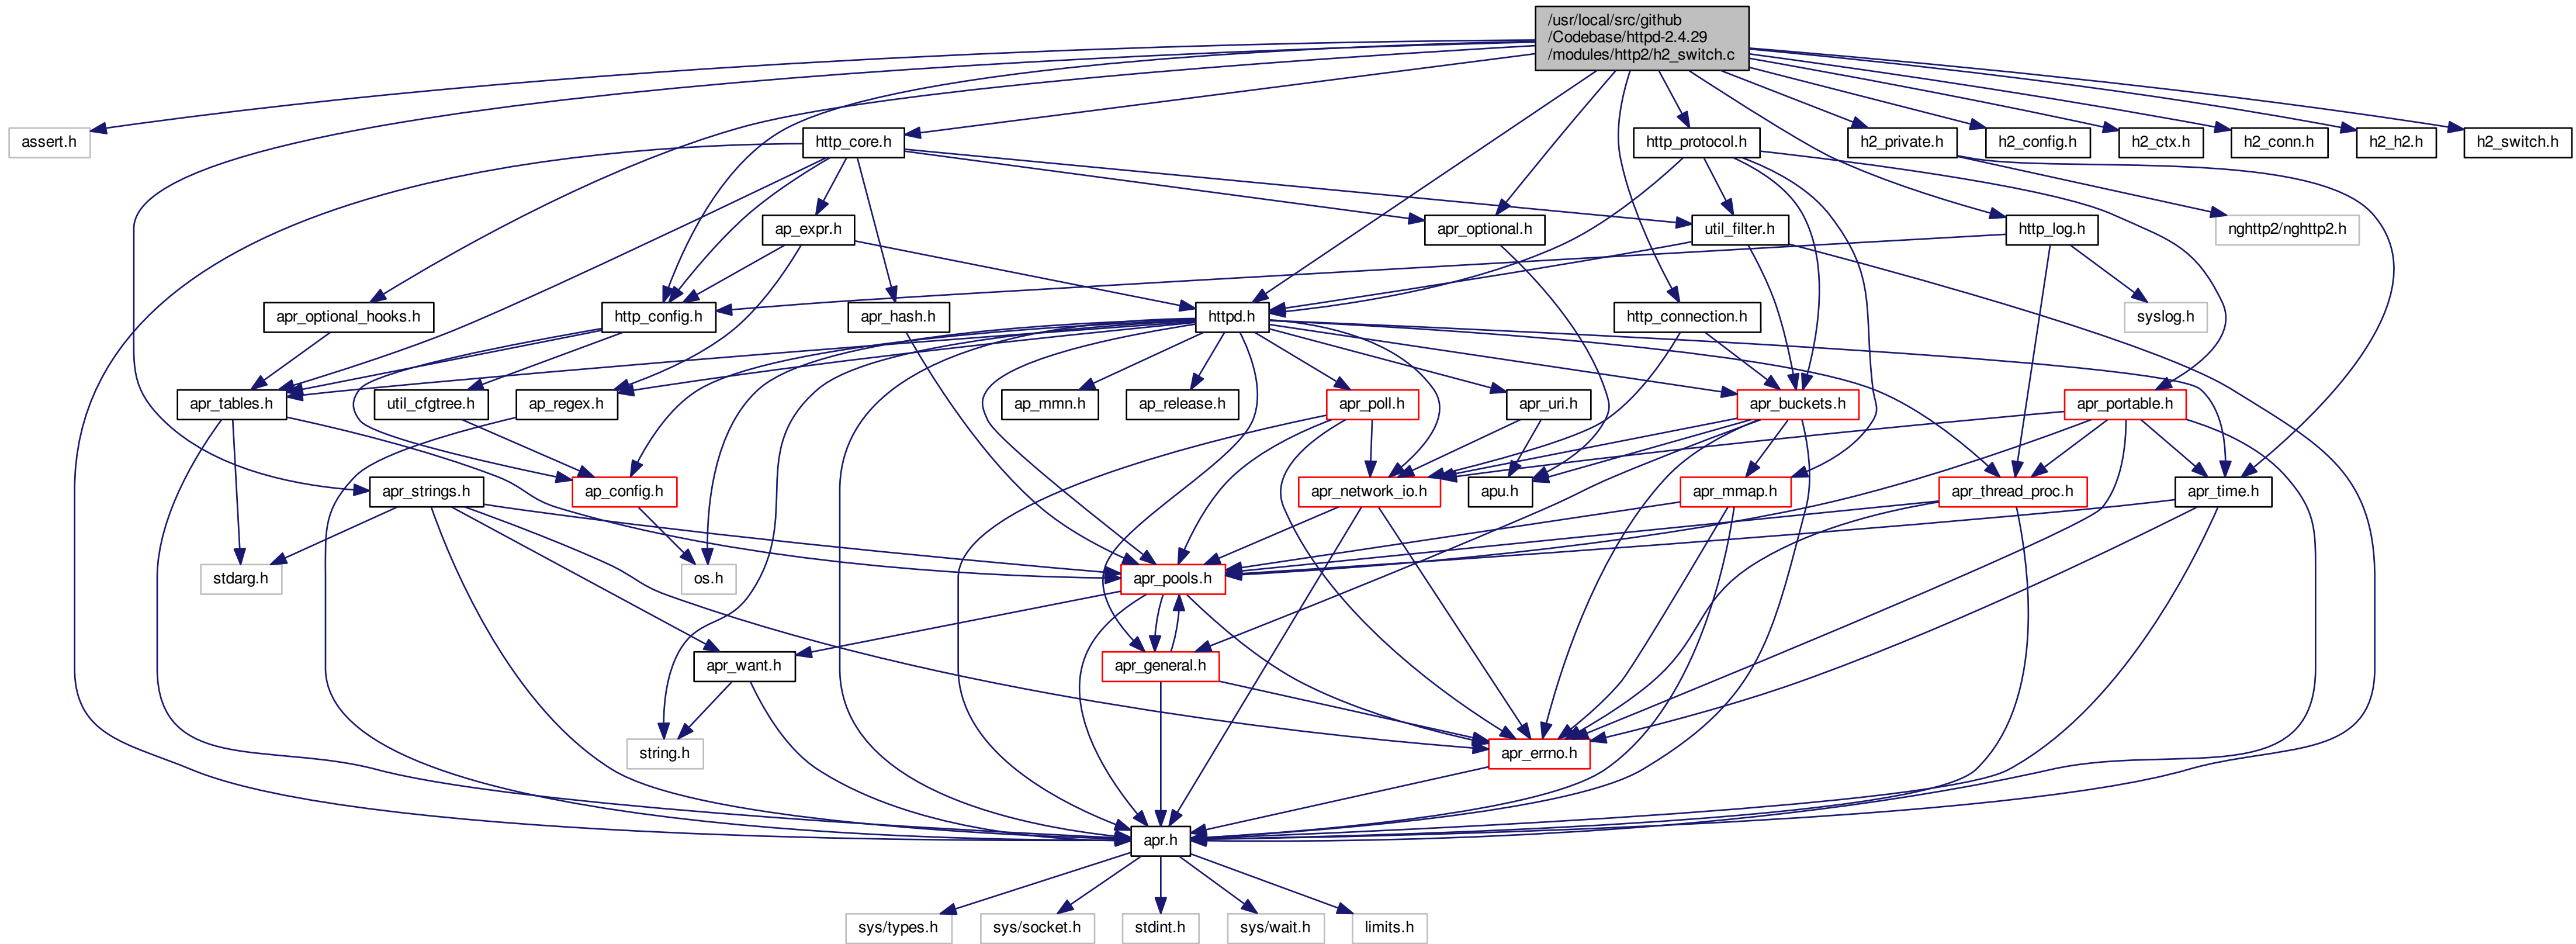 /usr/local/src/github
/Codebase/httpd-2.4.29
/modules/http2/h2_switch.c
assert.h
http_core.h
http_protocol.h
h2_private.h
h2_config.h
h2_ctx.h
h2_conn.h
h2_h2.h
h2_switch.h
ap_expr.h
apr_optional.h
util_filter.h
http_log.h
nghttp2/nghttp2.h
apr_optional_hooks.h
http_config.h
apr_hash.h
httpd.h
http_connection.h
syslog.h
apr_tables.h
util_cfgtree.h
ap_regex.h
ap_mmn.h
ap_release.h
apr_poll.h
apr_uri.h
apr_buckets.h
apr_portable.h
apr_strings.h
ap_config.h
apr_network_io.h
apu.h
apr_mmap.h
apr_thread_proc.h
apr_time.h
stdarg.h
os.h
apr_pools.h
apr_want.h
apr_general.h
string.h
apr_errno.h
apr.h
sys/types.h
sys/socket.h
stdint.h
sys/wait.h
limits.h